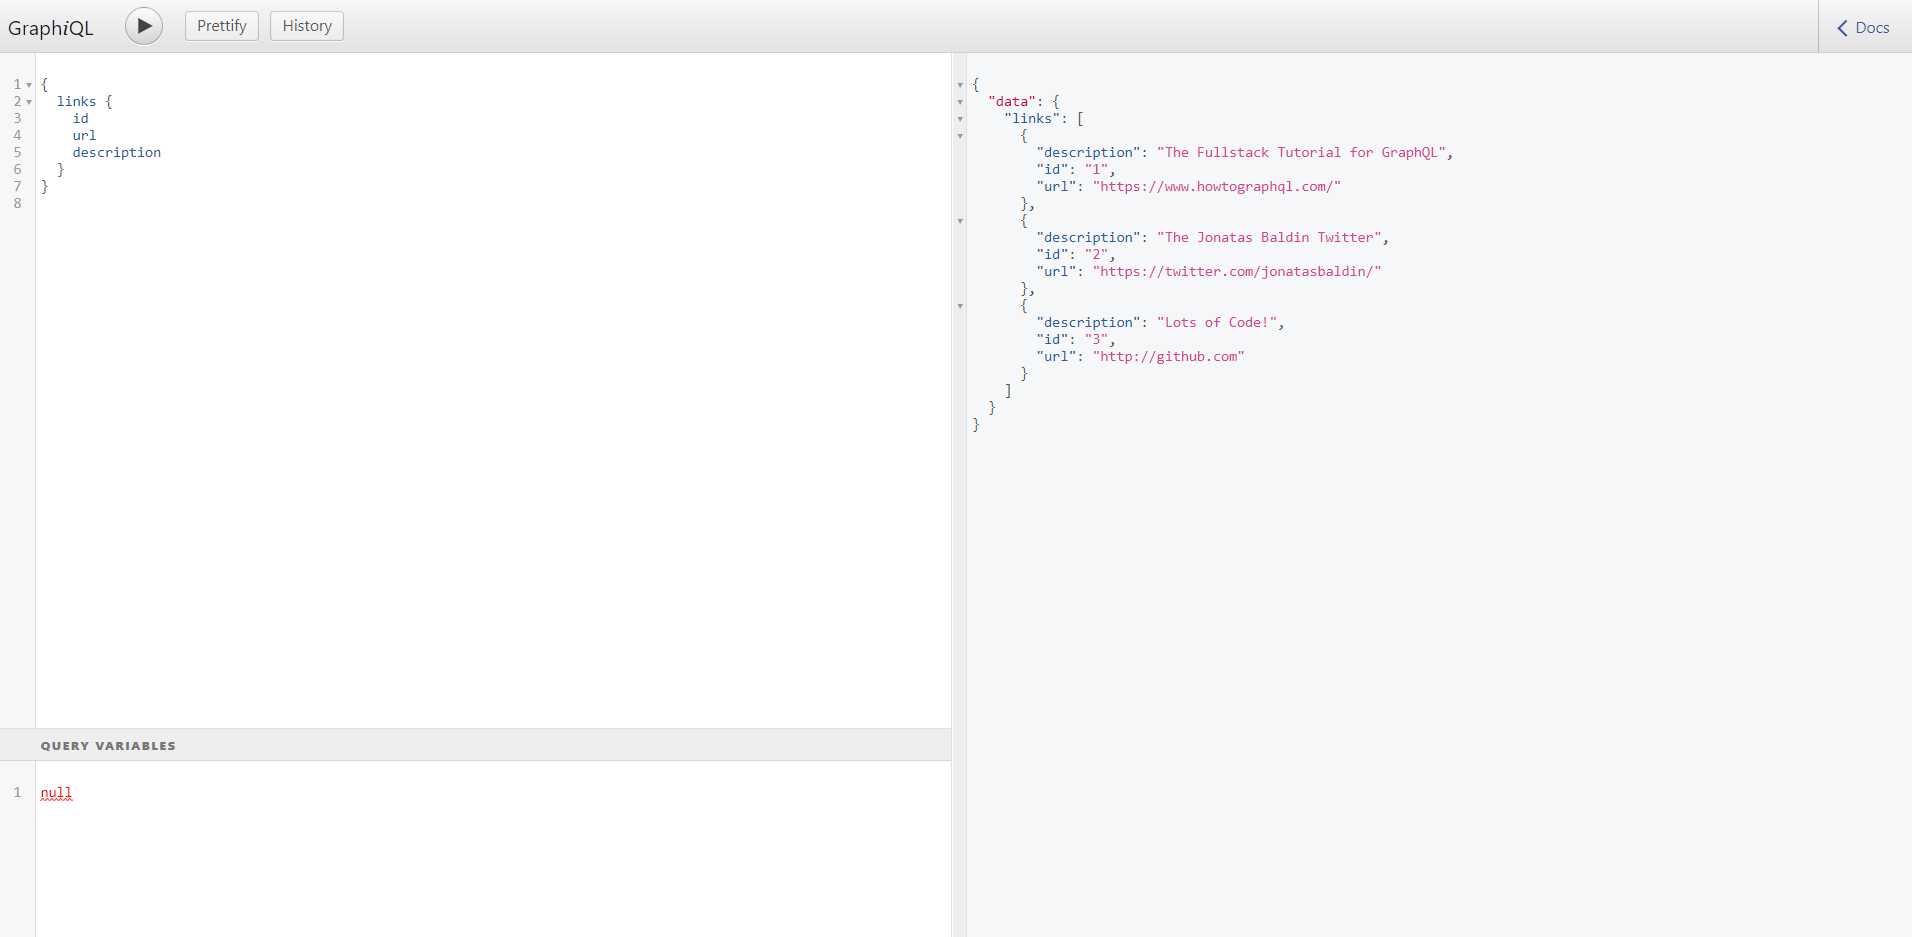 GraphiQL
Prettify
History
Docs
1 {
2   links {
3     id
4     url
5     description
6   }
7 }
8
QUERY VARIABLES
1 null
{
  "data": {
    "links": [
      {
        "description": "The Fullstack Tutorial for GraphQL",
        "id": "1",
        "url": "https://www.howtographql.com/"
      },
      {
        "description": "The Jonatas Baldin Twitter",
        "id": "2",
        "url": "https://twitter.com/jonatasbaldin/"
      },
      {
        "description": "Lots of Code!",
        "id": "3",
        "url": "http://github.com"
      }
    ]
  }
}